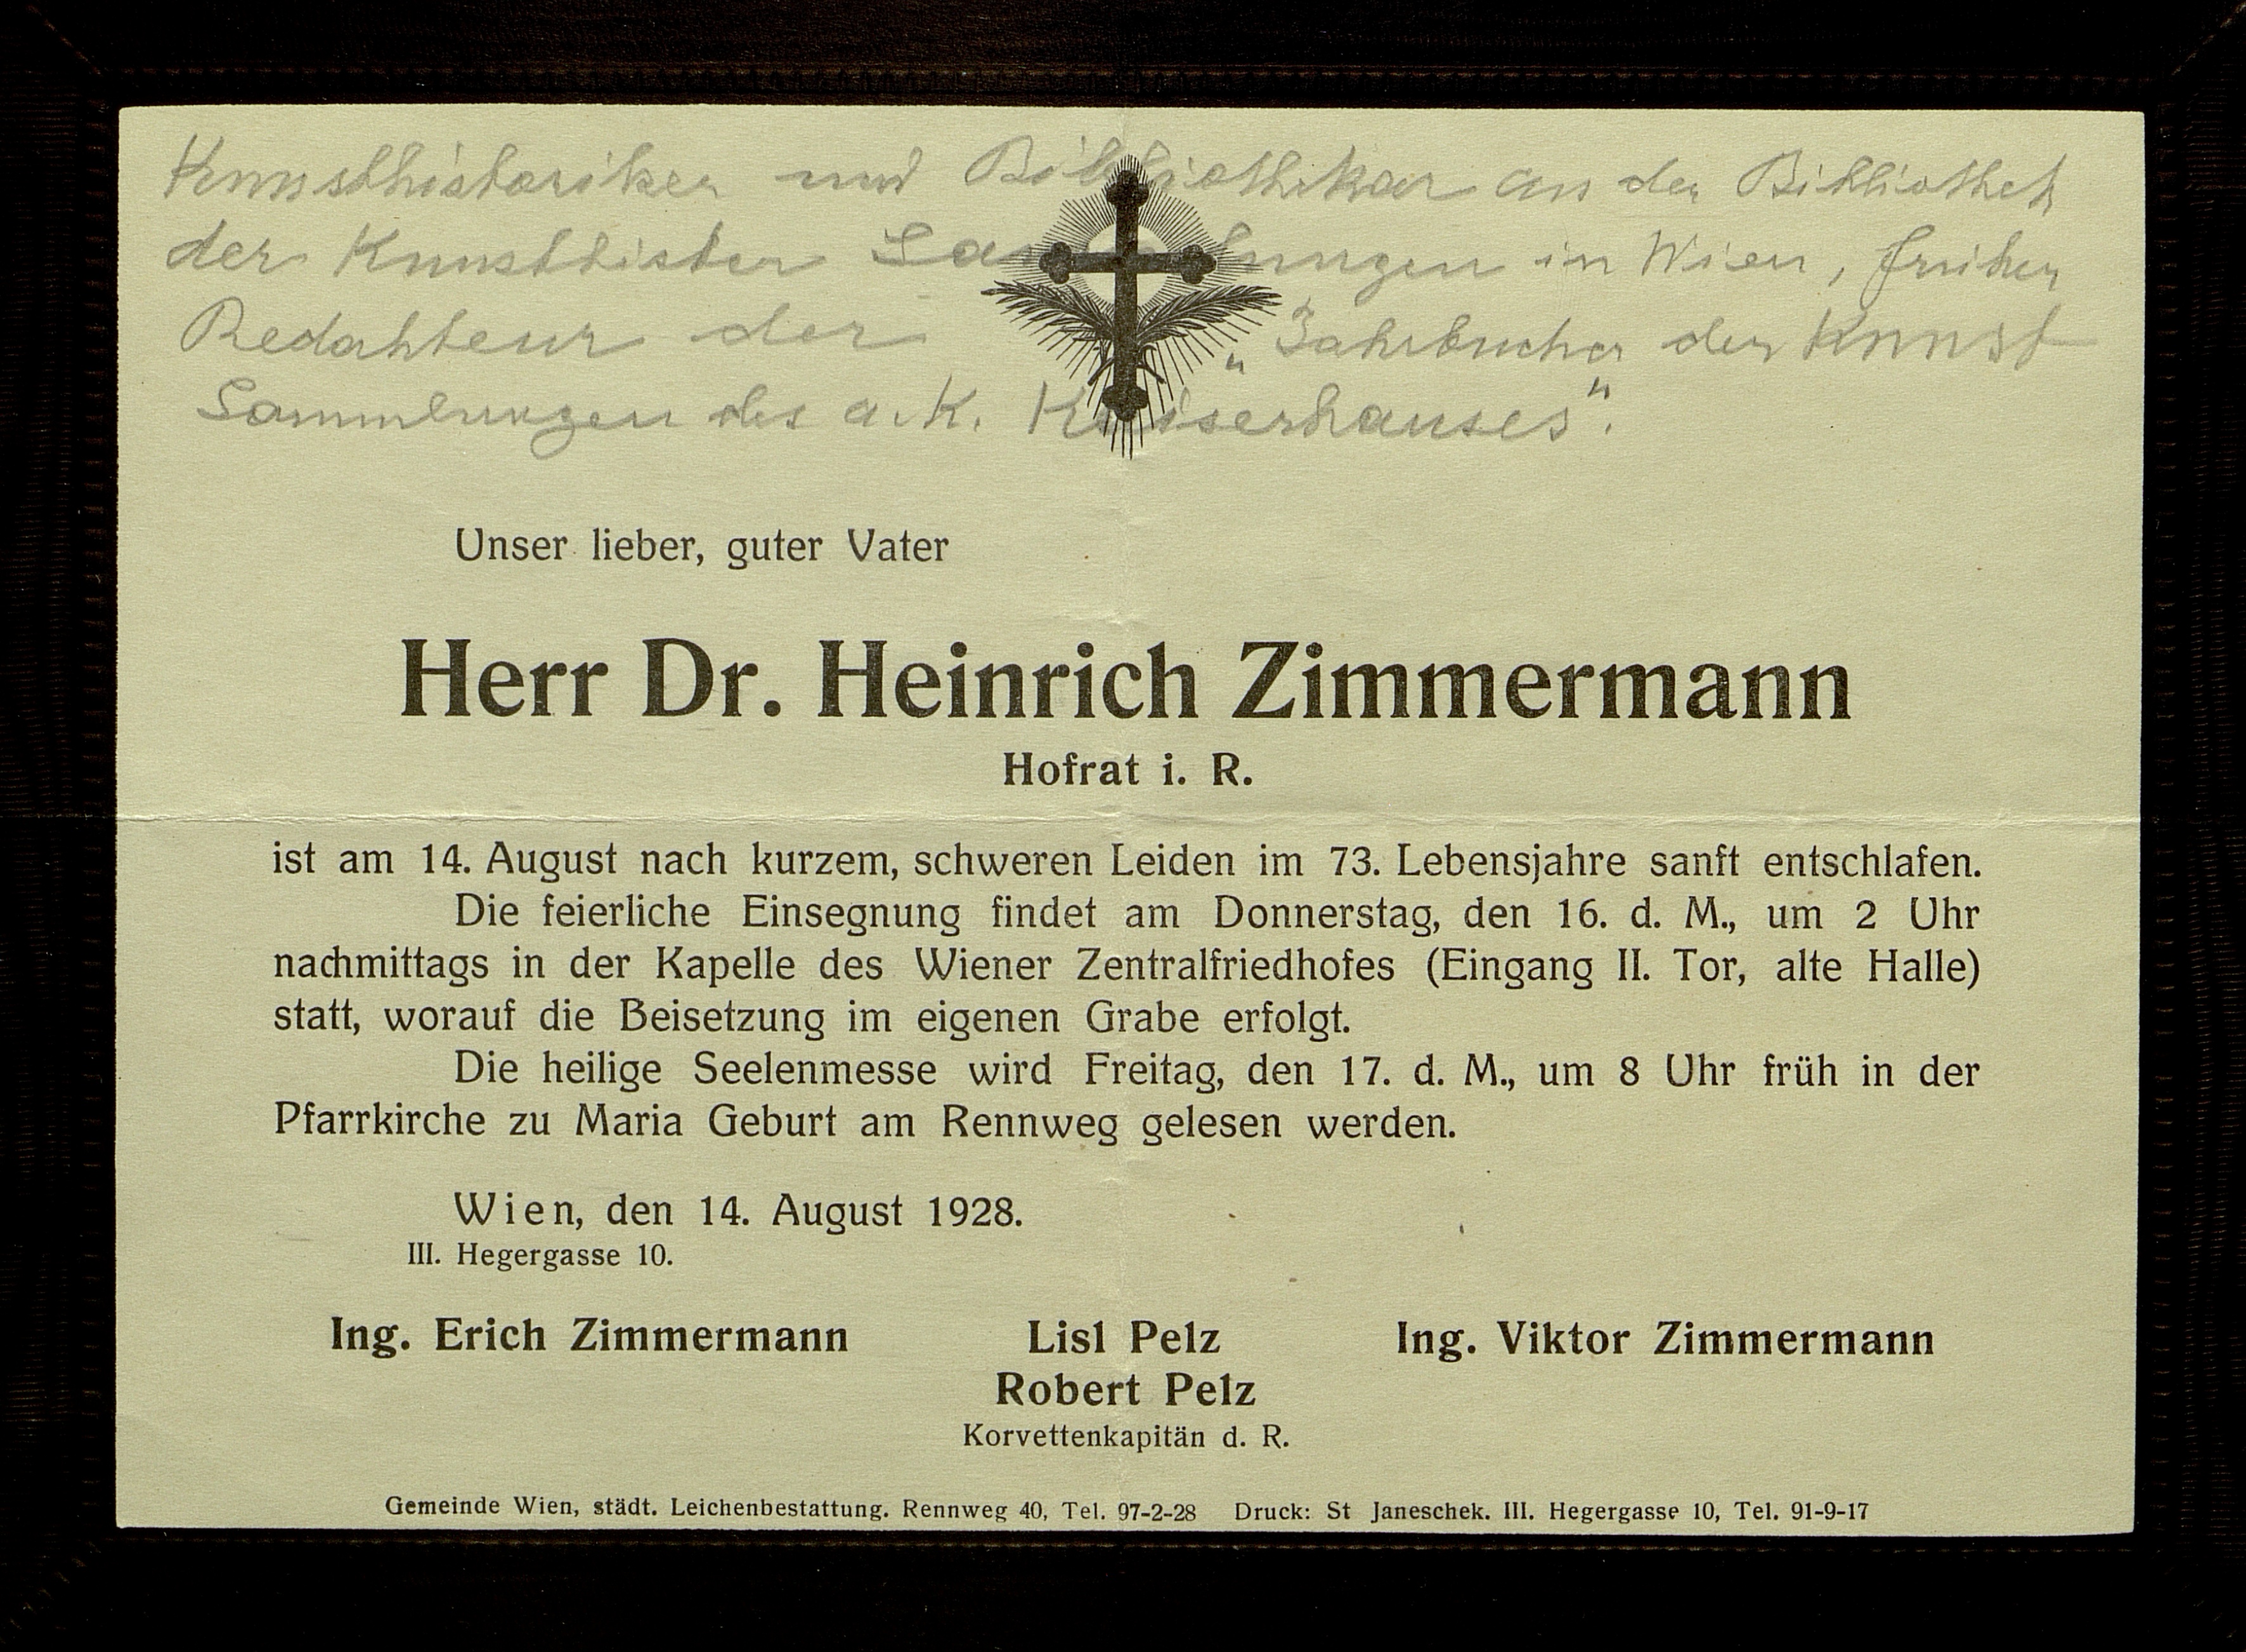 Kunsthistoriker und Bibliothekar an der Bibliothek
der Kunsthistor Sammlungen in Wien, früher
Redakteur der „Jahrbücher der Kunst
Sammlungen des a. K. Kaiserhauses".
Unser lieber, guter Vater
Herr Dr. Heinrich Zimmermann
Hofrat i. R.
ist am 14. August nach kurzem, schweren Leiden im 73. Lebensjahre sanft entschlafen.
Die feierliche Einsegnung findet am Donnerstag, den 16. d. M., um 2 Uhr
nachmittags in der Kapelle des Wiener Zentralfriedhofes (Eingang II. Tor, alte Halle)
statt, worauf die Beisetzung im eigenen Grabe erfolgt.
Die heilige Seelenmesse wird Freitag, den 17. d. M., um 8 Uhr früh in der
Pfarrkirche zu Maria Geburt am Rennweg gelesen werden.
Wien, den 14. August 1928.
III. Hegergasse 10.
Ing. Erich Zimmermann Lisl Pelz Ing. Viktor Zimmermann
Robert Pelz
Korvettenkapitän d. R.
Gemeinde Wien, städt. Leichenbestattung. Rennweg 40, Tel. 97-2-28 Druck: St Janeschek. III. Hegergasse 10, Tel. 91-9-17